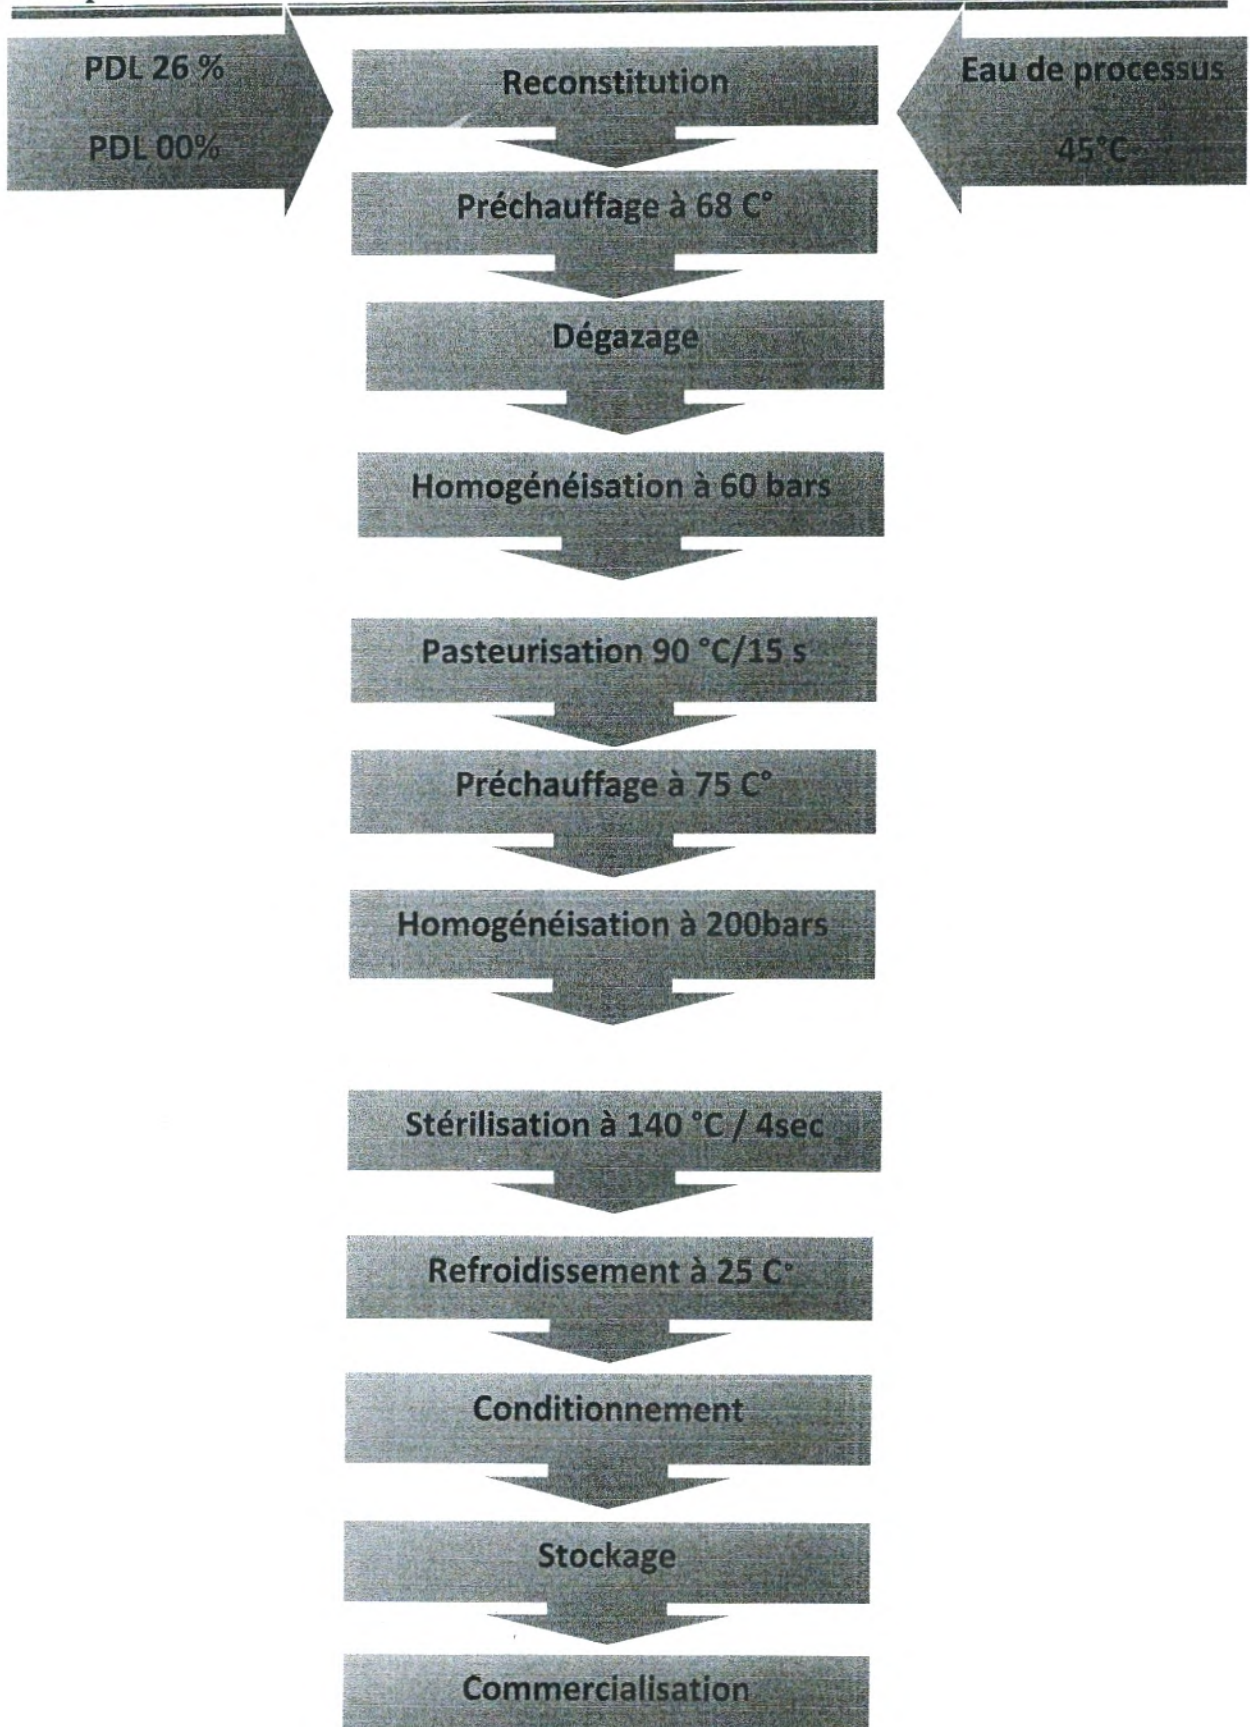 PDL 26 %
PDL 00%
Reconstitution
Eau de processus
45°C
Préchauffage à 68 C°
Dégazage
Homogénéisation à 60 bars
Pasteurisation 90 °C/15 s
Préchauffage à 75 C°
Homogénéisation à 200bars
Stérilisation à 140 °C / 4sec
Refroidissement à 25 C°
Conditionnement
Stockage
Commercialisation